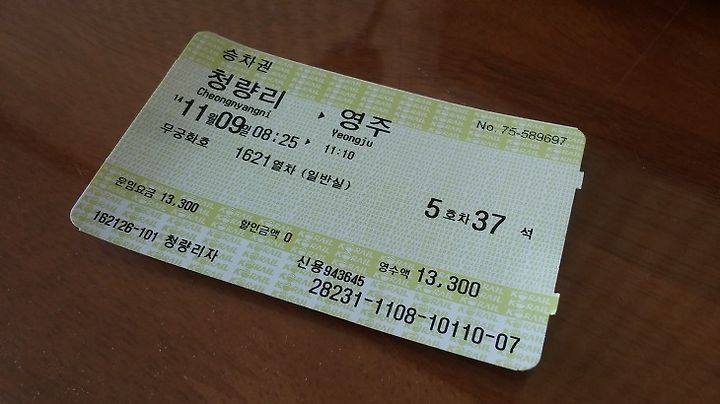 승차권
No. 75-589697
청량리 ▸ 영주
Cheongnyangni Yeongju
14 11월09일 08:25 ▸ 11:10
무궁화호
1621열차 (일반실)
5호차 37 석
운임요금 13,300
할인금액 0
영수액 13,300
162126-101 청량리자
신용943645
28231-1108-10110-07